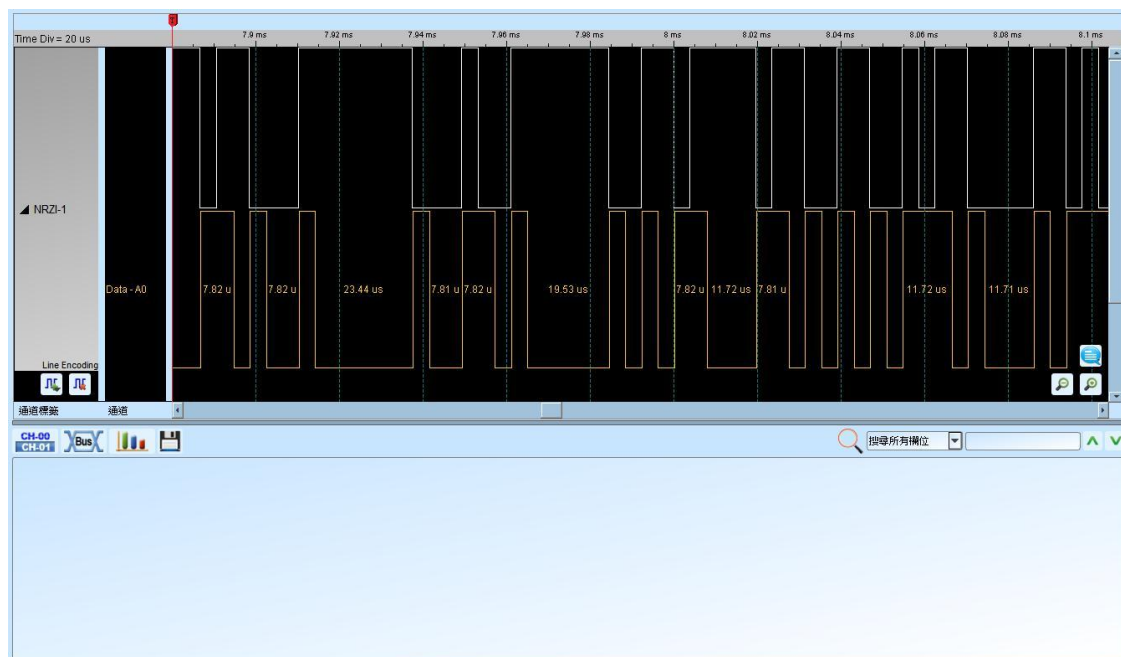 Time Div = 20 us
7.9 ms 7.92 ms 7.94 ms 7.96 ms 7.98 ms 8 ms 8.02 ms 8.04 ms 8.06 ms 8.08 ms 8.1 ms
NRZI-1
Data - A0
7.82 u 7.82 u 23.44 us 7.81 u 7.82 u 19.53 us 7.82 u 11.72 us 7.81 u 11.72 us 11.71 us
Line Encoding
通道標籤 通道
CH-00
CH-01
Bus
搜尋所有欄位